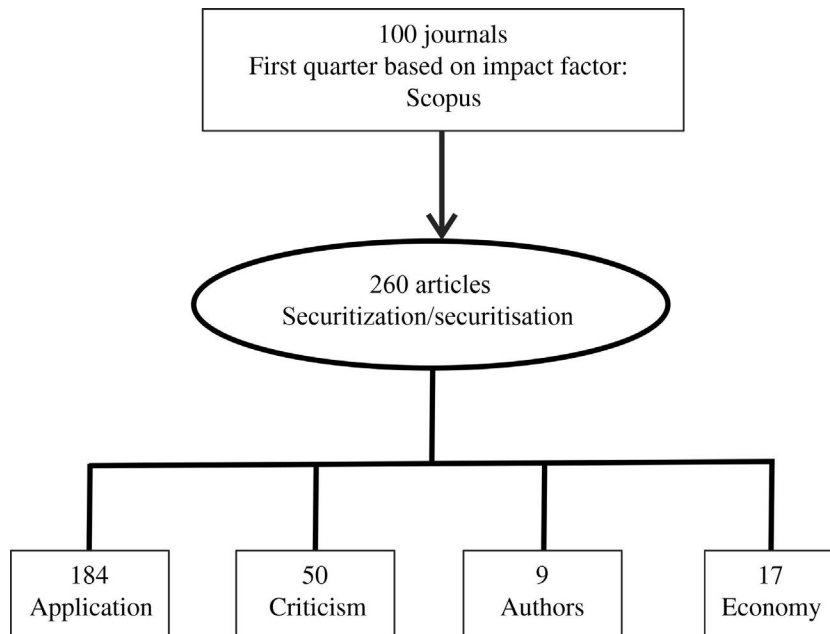 100 journals
First quarter based on impact factor:
Scopus
260 articles
Securitization/securitisation
184
Application
50
Criticism
9
Authors
17
Economy